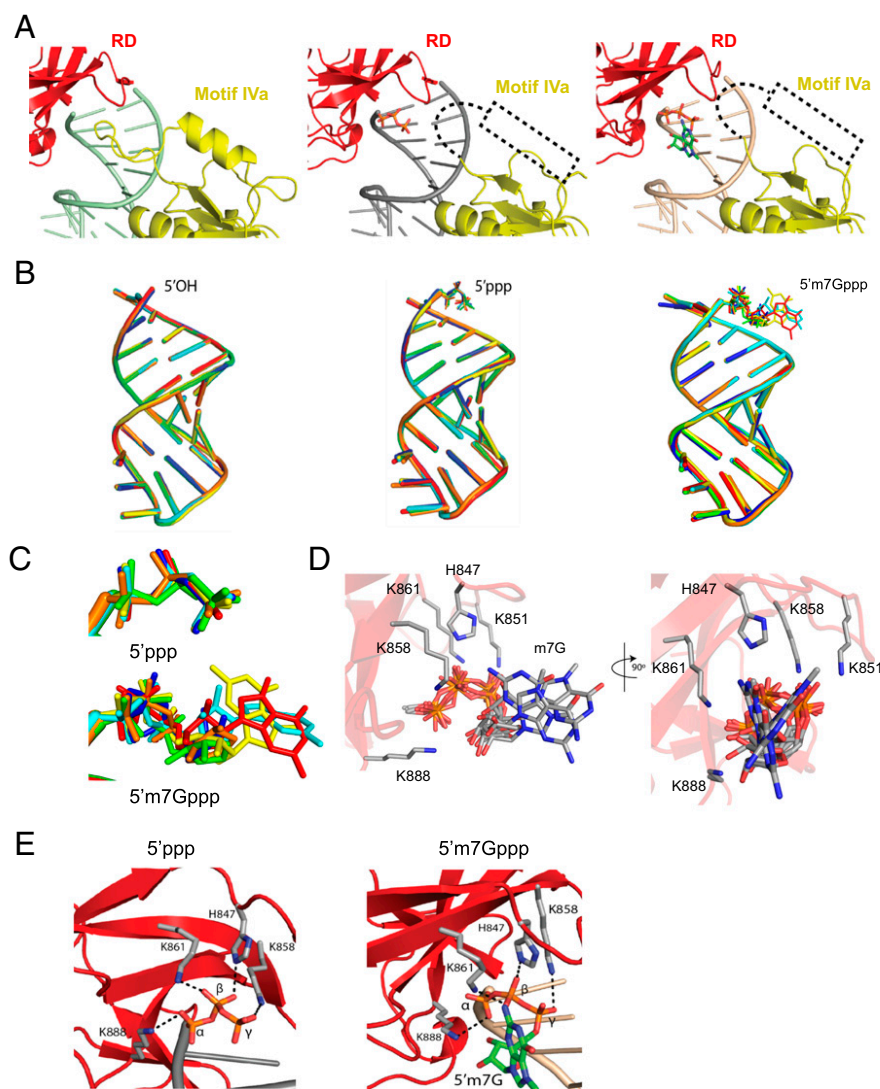 A
RD
Motif IVa
RD
Motif IVa
RD
Motif IVa
B
5'OH
5'ppp
5'm7Gppp
C
5'ppp
5'm7Gppp
D
H847
K861
K851
K858
m7G
K888
90°
H847
K858
K861
K851
K888
E
5'ppp
H847
K861
K858
β
K888
α
γ
5'm7Gppp
K858
H847
K861
β
α
γ
K888
5'm7G